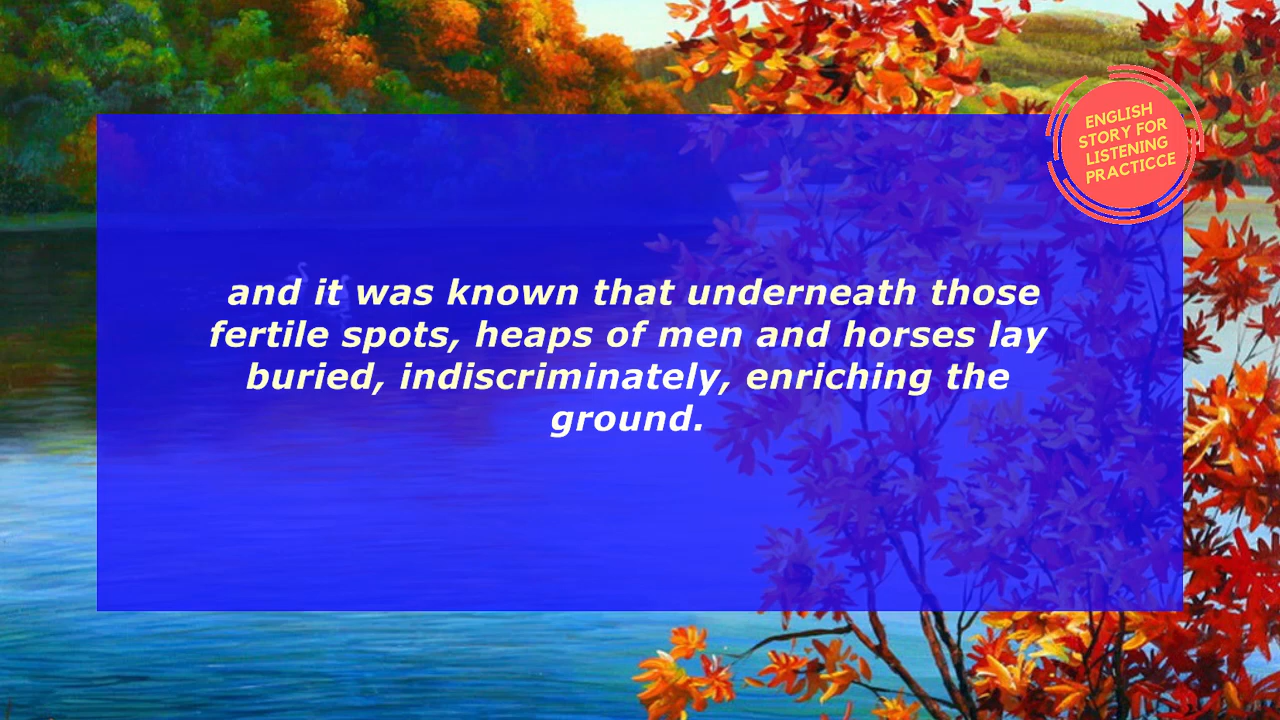 ENGLISH
STORY FOR
LISTENING
PRACTICCE
and it was known that underneath those
fertile spots, heaps of men and horses lay
buried, indiscriminately, enriching the
ground.